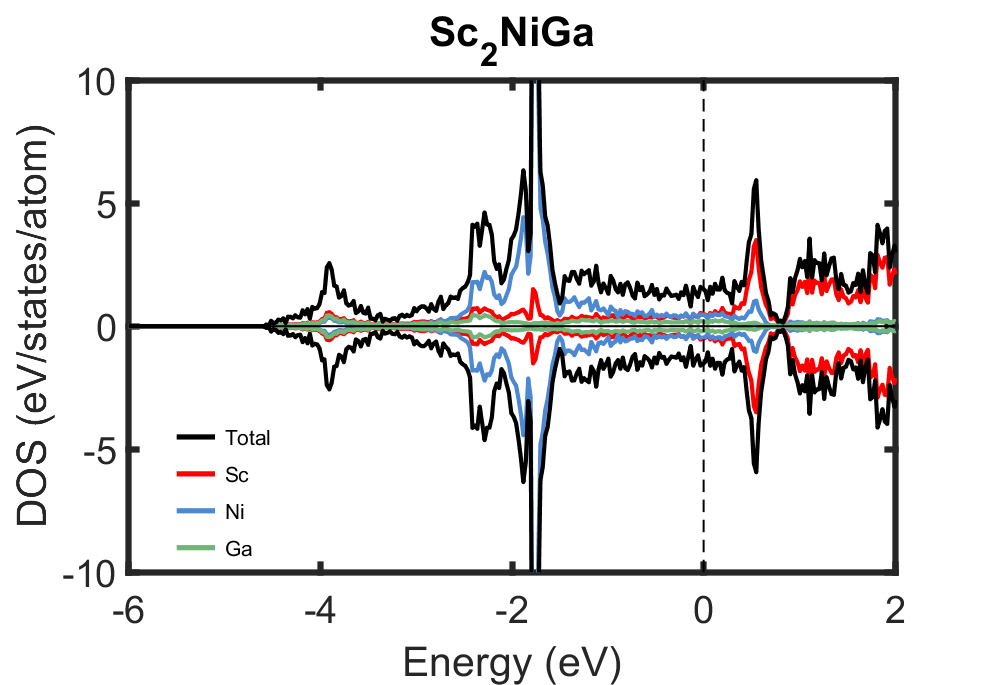 Sc2NiGa
DOS (eV/states/atom)
10
5
0
-5
-10
Total
Sc
Ni
Ga
-6 -4 -2 0 2
Energy (eV)